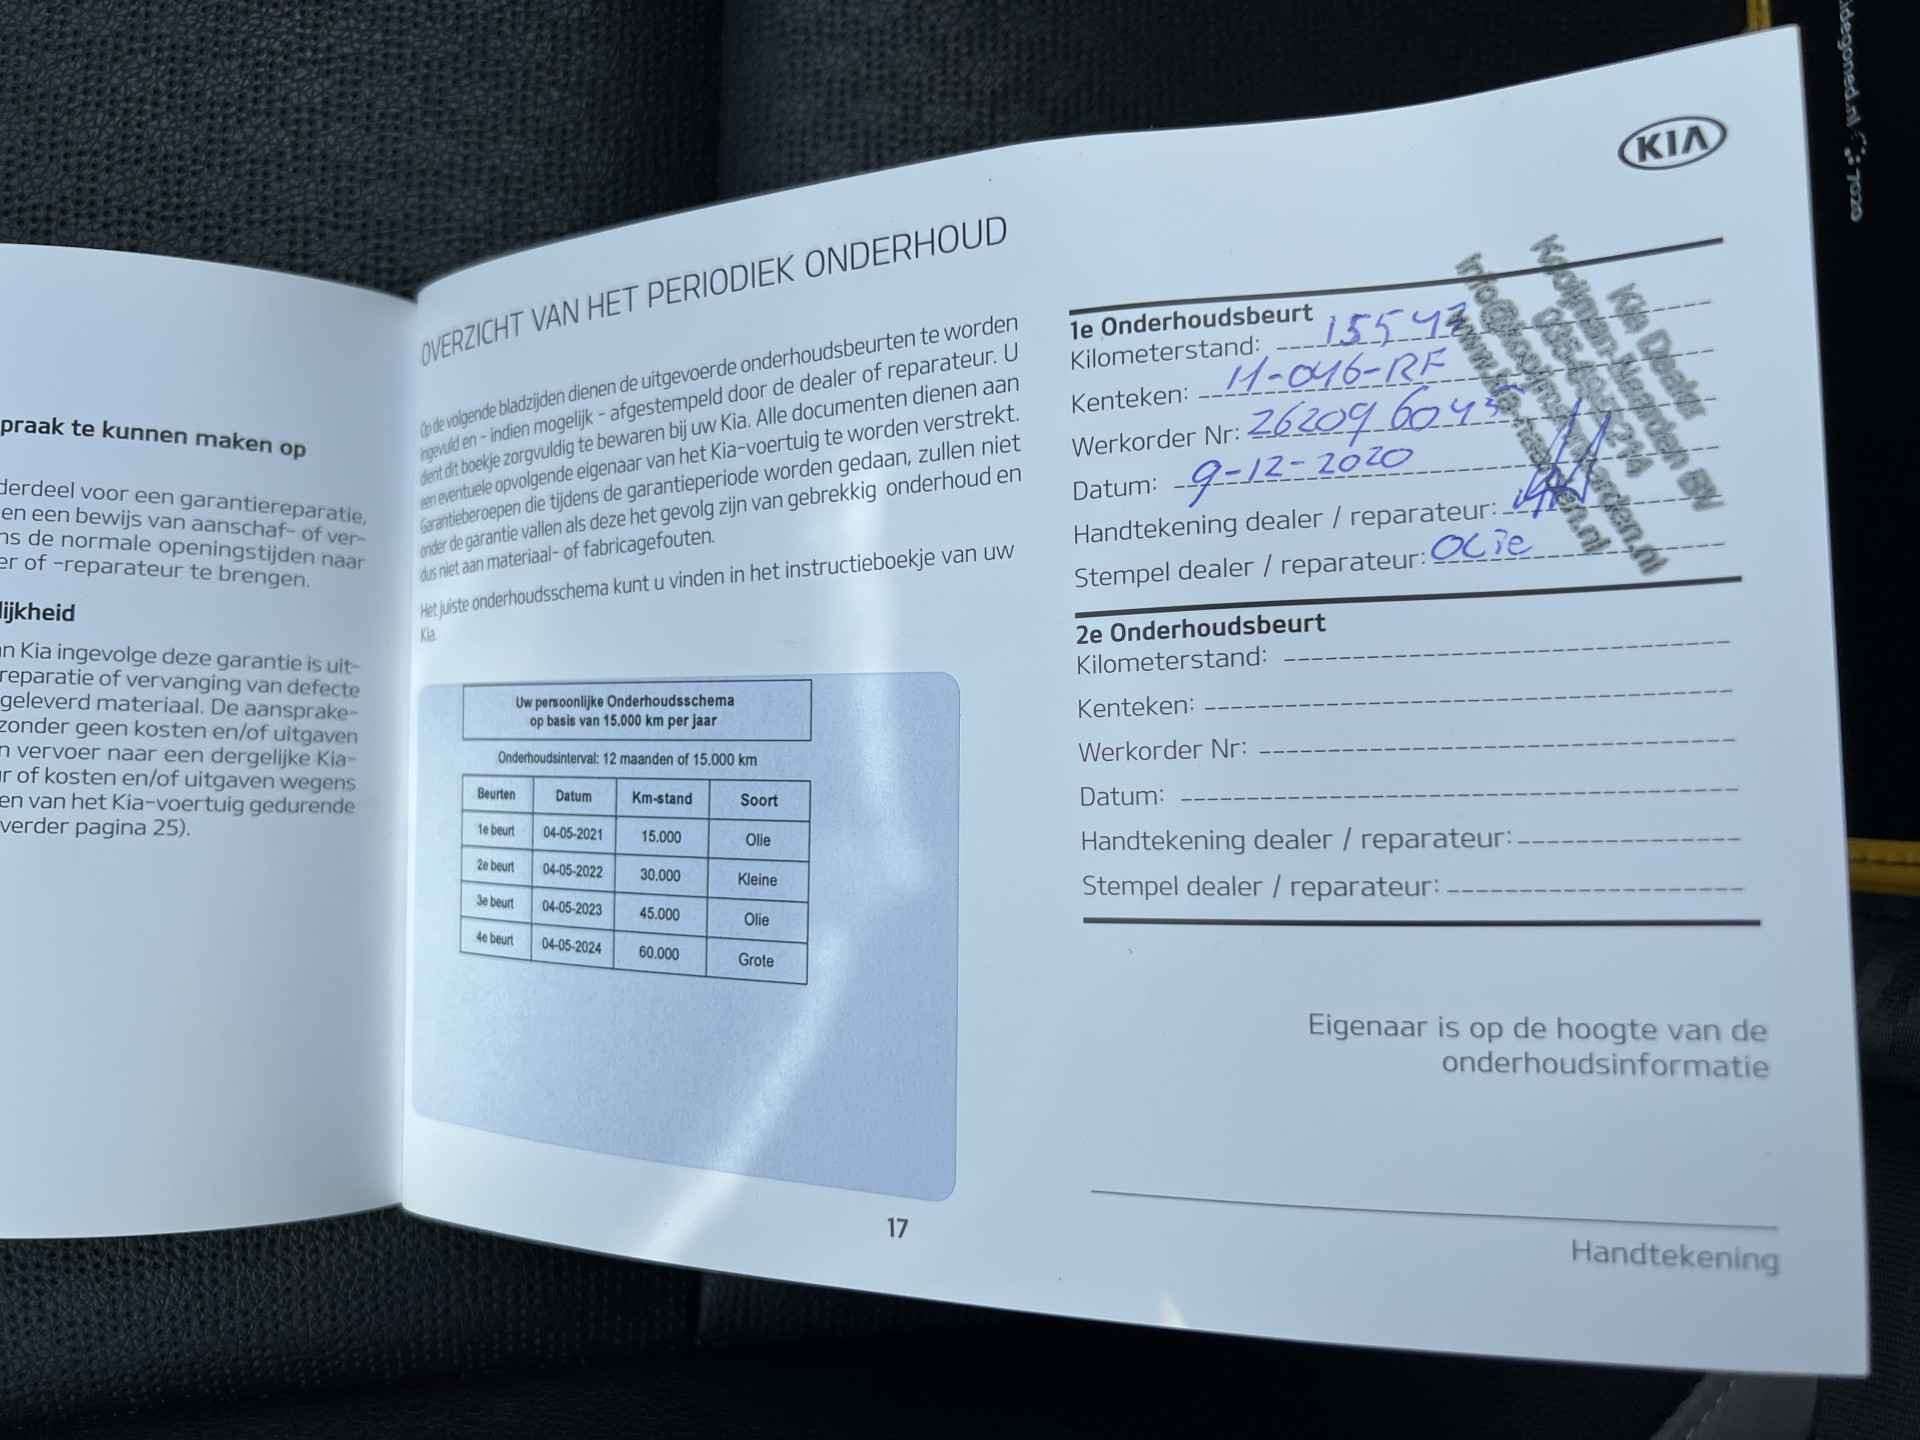 praak te kunnen maken op
derdeel voor een garantiereparatie,
en een bewijs van aanschaf- of ver-
ns de normale openingstijden naar
er of -reparateur te brengen.
lijkheid
an Kia ingevolge deze garantie is uit-
reparatie of vervanging van defecte
geleverd materiaal. De aansprake-
zonder geen kosten en/of uitgaven
n vervoer naar een dergelijke Kia-
ur of kosten en/of uitgaven wegens
en van het Kia-voertuig gedurende
verder pagina 25).
OVERZICHT VAN HET PERIODIEK ONDERHOUD
Op de volgende bladzijden dienen de uitgevoerde onderhoudsbeurten te worden
ingevuld en - indien mogelijk - afgestempeld door de dealer of reparateur. U
dient dit boekje zorgvuldig te bewaren bij uw Kia. Alle documenten dienen aan
een eventuele opvolgende eigenaar van het Kia-voertuig te worden verstrekt.
Garantieberoepen die tijdens de garantieperiode worden gedaan, zullen niet
onder de garantie vallen als deze het gevolg zijn van gebrekkig onderhoud en
dus niet aan materiaal- of fabricagefouten.
Het juiste onderhoudsschema kunt u vinden in het instructieboekje van uw
Kia.
Uw persoonlijke Onderhoudsschema
op basis van 15.000 km per jaar
Onderhoudsinterval: 12 maanden of 15.000 km
Beurten Datum Km-stand Soort
1e beurt 04-05-2021 15.000 Olie
2e beurt 04-05-2022 30.000 Kleine
3e beurt 04-05-2023 45.000 Olie
4e beurt 04-05-2024 60.000 Grote
17
KIA
1e Onderhoudsbeurt
Kilometerstand: 15547
Kenteken: H-046-RF
Werkorder Nr: 26209 6045
Datum: 9-12-2020
Handtekening dealer / reparateur:
Stempel dealer / reparateur: Olie
Kia Dealer
Kooijman-Naarden BV
2e Onderhoudsbeurt
Kilometerstand:
Kenteken:
Werkorder Nr:
Datum:
Handtekening dealer / reparateur:
Stempel dealer / reparateur:
Eigenaar is op de hoogte van de
onderhoudsinformatie
Handtekening